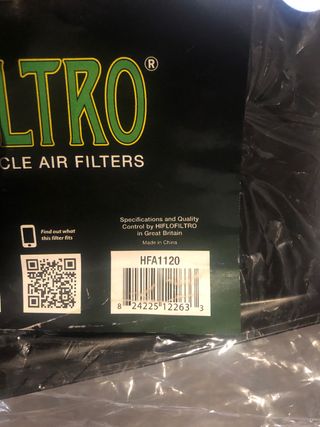 LTRO®
CLE AIR FILTERS
Find out what
this filter fits
Specifications and Quality
Control by HIFLOFILTRO
in Great Britain
Made in China
HFA1120
8 24225 12263 3